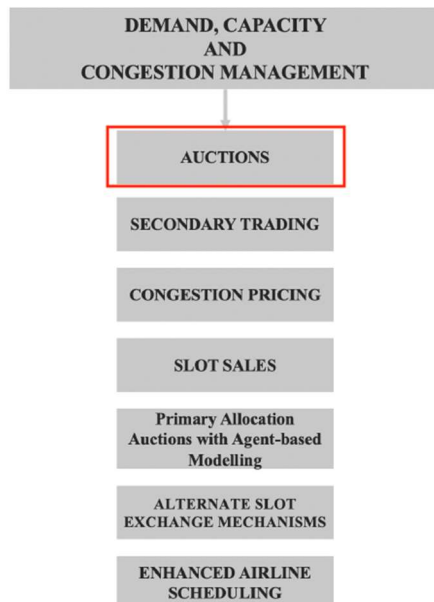 DEMAND, CAPACITY
AND
CONGESTION MANAGEMENT
AUCTIONS
SECONDARY TRADING
CONGESTION PRICING
SLOT SALES
Primary Allocation
Auctions with Agent-based
Modelling
ALTERNATE SLOT
EXCHANGE MECHANISMS
ENHANCED AIRLINE
SCHEDULING